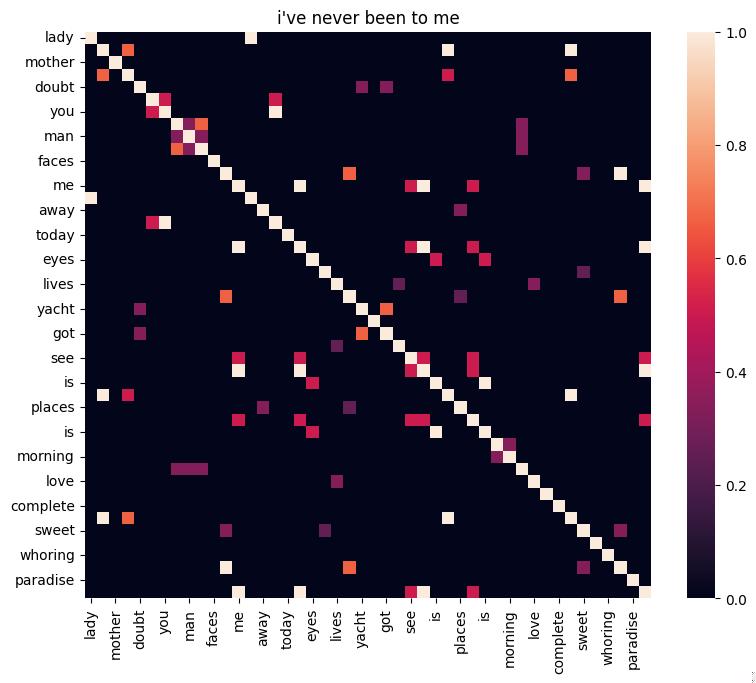 i've never been to me
lady
mother
doubt
you
man
faces
me
away
today
eyes
lives
yacht
got
see
is
places
is
morning
love
complete
sweet
whoring
paradise
1.0
0.8
0.6
0.4
0.2
0.0
lady
mother
doubt
you
man
faces
me
away
today
eyes
lives
yacht
got
see
is
places
is
morning
love
complete
sweet
whoring
paradise